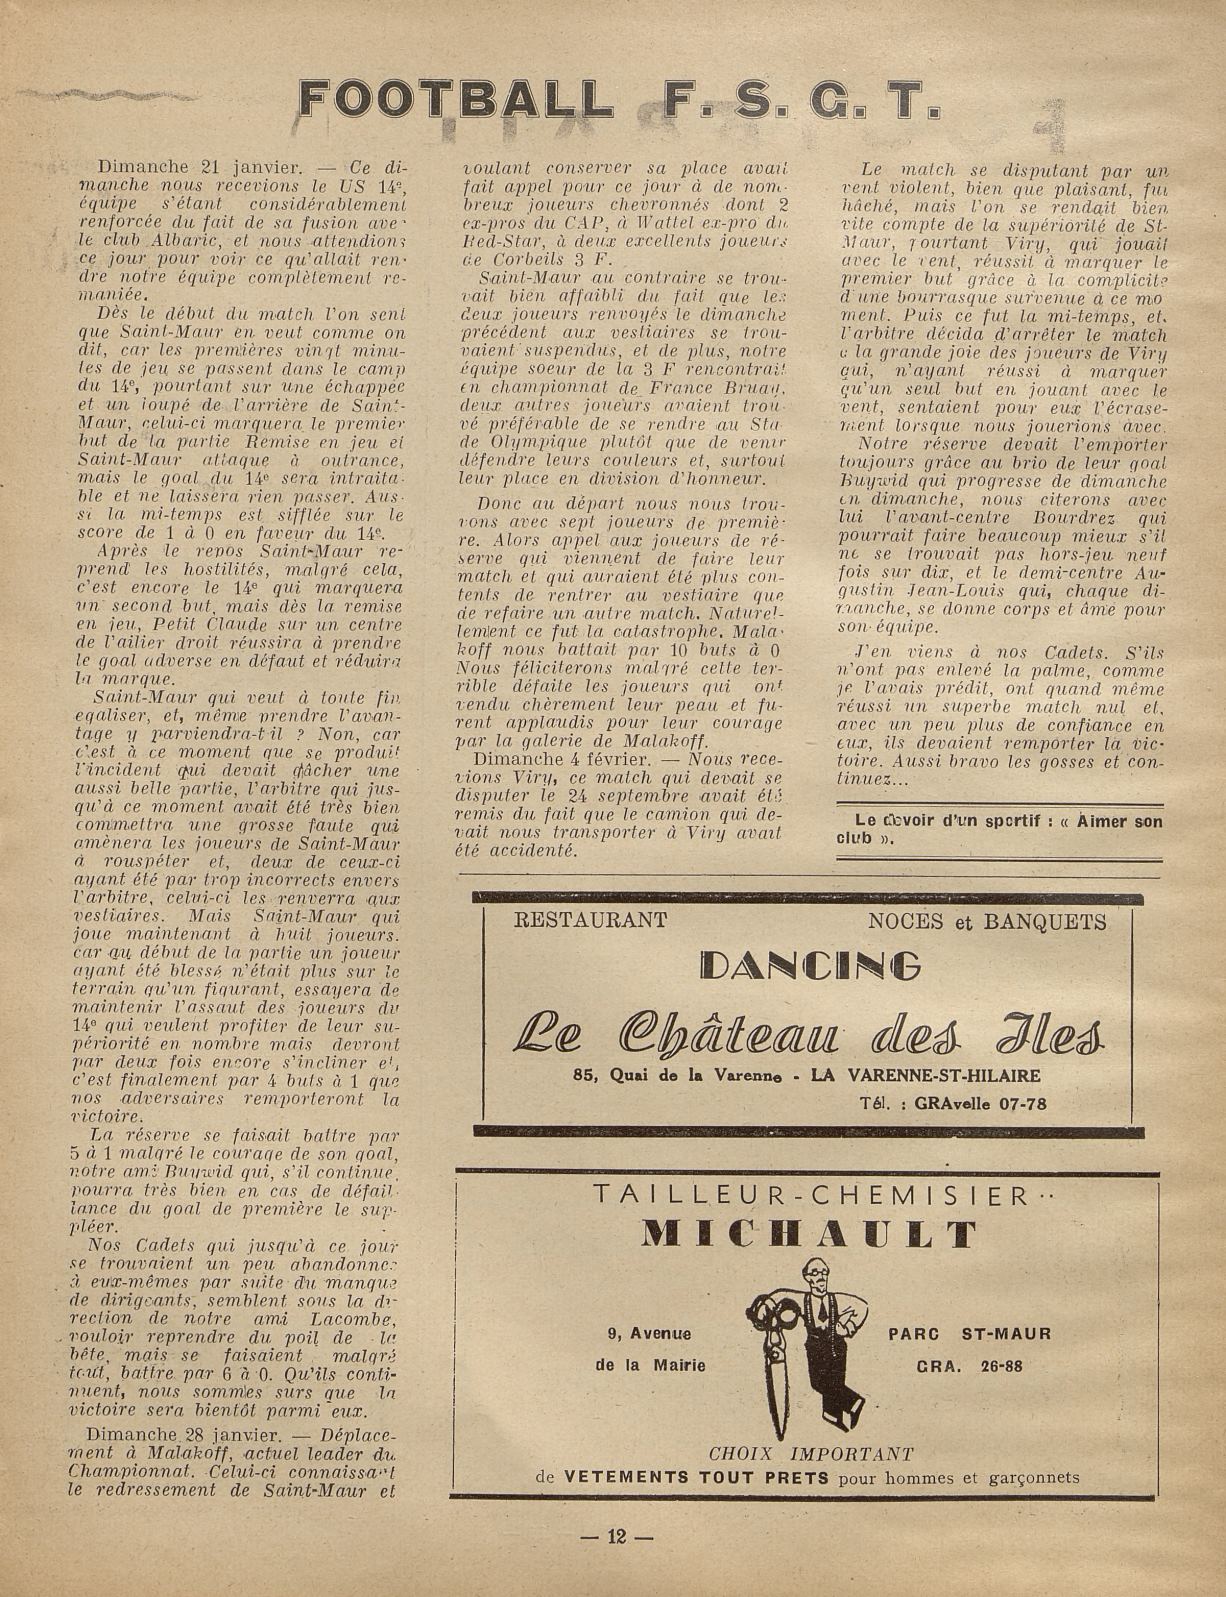 FOOTBALL F. S. G. T.
Dimanche 21 janvier. — Ce di-
manche nous recevions le US 14e,
équipe s'étant considérablement
renforcée du fait de sa fusion avec
le club Albaric, et nous attendions
ce jour pour voir ce qu'allait ren-
dre notre équipe complètement re-
maniée.
Dès le début du match l'on sent
que Saint-Maur en veut comme on
dit, car les premières vingt minu-
tes de jeu se passent dans le camp
du 14e, pourtant sur une échappée
et un loupé de l'arrière de Saint-
Maur, celui-ci marquera le premier
but de la partie Remise en jeu et
Saint-Maur attaque à outrance,
mais le goal du 14e sera intraita-
ble et ne laissera rien passer. Aus-
si la mi-temps est sifflée sur le
score de 1 à 0 en faveur du 14e.
Après le repos Saint-Maur re-
prend les hostilités, malgré cela,
c'est encore le 14e qui marquera
un second but, mais dès la remise
en jeu, Petit Claude sur un centre
de l'ailier droit réussira à prendre
le goal adverse en défaut et réduira
la marque.
Saint-Maur qui veut à toute fin
egaliser, et, même prendre l'avan-
tage y parviendra-t-il ? Non, car
c'est à ce moment que se produit
l'incident qui devait gâcher une
aussi belle partie, l'arbitre qui jus-
qu'à ce moment avait été très bien
commettra une grosse faute qui
amènera les joueurs de Saint-Maur
à rouspéter et, deux de ceux-ci
ayant été par trop incorrects envers
l'arbitre, celui-ci les renverra aux
vestiaires. Mais Saint-Maur qui
joue maintenant à huit joueurs.
car au début de la partie un joueur
ayant été blessé n'était plus sur le
terrain qu'un figurant, essayera de
maintenir l'assaut des joueurs du
14e qui veulent profiter de leur su-
périorité en nombre mais devront
par deux fois encore s'incliner et,
c'est finalement par 4 buts à 1 que
nos adversaires remporteront la
victoire.
La réserve se faisait battre par
5 à 1 malgré le courage de son goal,
notre ami Buywid qui, s'il continue,
pourra très bien en cas de défail-
lance du goal de première le sup-
pléer.
Nos Cadets qui jusqu'à ce jour
se trouvaient un peu abandonnés
à eux-mêmes par suite du manque
de dirigeants, semblent sous la di-
rection de notre ami Lacombe,
vouloir reprendre du poil de la
bête, mais se faisaient malgré
tout, battre par 6 à 0. Qu'ils conti-
nuent, nous sommes surs que la
victoire sera bientôt parmi eux.
Dimanche 28 janvier. — Déplace-
ment à Malakoff, actuel leader du
Championnat. Celui-ci connaissant
le redressement de Saint-Maur et
voulant conserver sa place avait
fait appel pour ce jour à de nom-
breux joueurs chevronnés dont 2
ex-pros du CAP, à Wattel ex-pro du
Red-Star, à deux excellents joueurs
de Corbeils 3 F.
Saint-Maur au contraire se trou-
vait bien affaibli du fait que les
deux joueurs renvoyés le dimanche
précédent aux vestiaires se trou-
vaient suspendus, et de plus, notre
équipe soeur de la 3 F rencontrait
en championnat de France Bruay,
deux autres joueurs avaient trou-
vé préférable de se rendre au Sta-
de Olympique plutôt que de venir
défendre leurs couleurs et, surtout
leur place en division d'honneur.
Donc au départ nous nous trou-
vons avec sept joueurs de premiè-
re. Alors appel aux joueurs de ré-
serve qui viennent de faire leur
match et qui auraient été plus con-
tents de rentrer au vestiaire que
de refaire un autre match. Naturel-
lement ce fut la catastrophe. Mala-
koff nous battait par 10 buts à 0
Nous féliciterons malgré cette ter-
rible défaite les joueurs qui ont
vendu chèrement leur peau et fu-
rent applaudis pour leur courage
par la galerie de Malakoff.
Dimanche 4 février. — Nous rece-
vions Viry, ce match qui devait se
disputer le 24 septembre avait été
remis du fait que le camion qui de-
vait nous transporter à Viry avait
été accidenté.
Le match se disputant par un
vent violent, bien que plaisant, fut
hâché, mais l'on se rendait bien
vite compte de la supériorité de St-
Maur, pourtant Viry, qui jouait
avec le vent, réussit à marquer le
premier but grâce à la complicité
d'une bourrasque survenue à ce mo
ment. Puis ce fut la mi-temps, et,
l'arbitre décida d'arrêter le match
à la grande joie des joueurs de Viry
qui, n'ayant réussi à marquer
qu'un seul but en jouant avec le
vent, sentaient pour eux l'écrase-
ment lorsque nous jouerions avec.
Notre réserve devait l'emporter
toujours grâce au brio de leur goal
Buywid qui progresse de dimanche
en dimanche, nous citerons avec
lui l'avant-centre Bourdrez qui
pourrait faire beaucoup mieux s'il
ne se trouvait pas hors-jeu neuf
fois sur dix, et le demi-centre Au-
gustin Jean-Louis qui, chaque di-
manche, se donne corps et âme pour
son équipe.
J'en viens à nos Cadets. S'ils
n'ont pas enlevé la palme, comme
je l'avais prédit, ont quand même
réussi un superbe match nul et,
avec un peu plus de confiance en
eux, ils devaient remporter la vic-
toire. Aussi bravo les gosses et con-
tinuez...
Le devoir d'un sportif : « Aimer son
club ».
RESTAURANT NOCES et BANQUETS
DANCING
Le Château des Iles
85, Quai de la Varenne - LA VARENNE-ST-HILAIRE
Tél. : GRAvelle 07-78
TAILLEUR-CHEMISIER
MICHAULT
9, Avenue
de la Mairie
PARC ST-MAUR
GRA. 26-88
CHOIX IMPORTANT
de VETEMENTS TOUT PRETS pour hommes et garçonnets
— 12 —